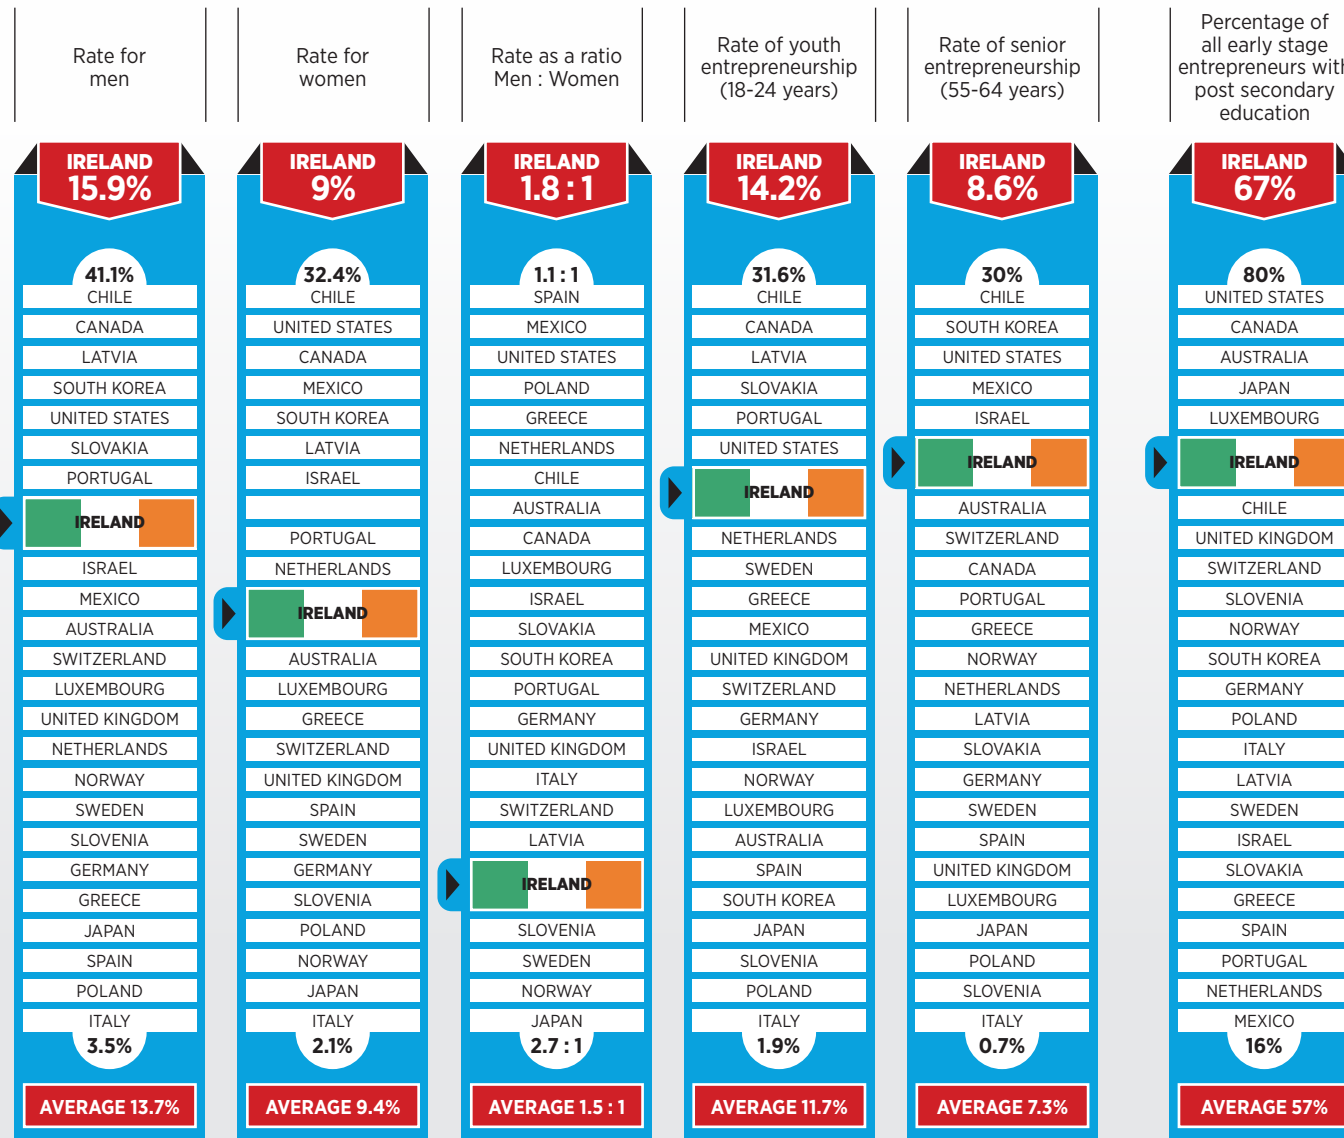 Rate for
men
IRELAND
15.9%
41.1%
CHILE
CANADA
LATVIA
SOUTH KOREA
UNITED STATES
SLOVAKIA
PORTUGAL
IRELAND
ISRAEL
MEXICO
AUSTRALIA
SWITZERLAND
LUXEMBOURG
UNITED KINGDOM
NETHERLANDS
NORWAY
SWEDEN
SLOVENIA
GERMANY
GREECE
JAPAN
SPAIN
POLAND
ITALY
3.5%
AVERAGE 13.7%
Rate for
women
IRELAND
9%
32.4%
CHILE
UNITED STATES
CANADA
MEXICO
SOUTH KOREA
LATVIA
ISRAEL
PORTUGAL
NETHERLANDS
IRELAND
AUSTRALIA
LUXEMBOURG
GREECE
SWITZERLAND
UNITED KINGDOM
SPAIN
SWEDEN
GERMANY
SLOVENIA
POLAND
NORWAY
JAPAN
ITALY
2.1%
AVERAGE 9.4%
Rate as a ratio
Men : Women
IRELAND
1.8 : 1
1.1 : 1
SPAIN
MEXICO
UNITED STATES
POLAND
GREECE
NETHERLANDS
CHILE
AUSTRALIA
CANADA
LUXEMBOURG
ISRAEL
SLOVAKIA
SOUTH KOREA
PORTUGAL
GERMANY
UNITED KINGDOM
ITALY
SWITZERLAND
LATVIA
IRELAND
SLOVENIA
SWEDEN
NORWAY
JAPAN
2.7 : 1
AVERAGE 1.5 : 1
Rate of youth
entrepreneurship
(18-24 years)
IRELAND
14.2%
31.6%
CHILE
CANADA
LATVIA
SLOVAKIA
PORTUGAL
UNITED STATES
IRELAND
NETHERLANDS
SWEDEN
GREECE
MEXICO
UNITED KINGDOM
SWITZERLAND
GERMANY
ISRAEL
NORWAY
LUXEMBOURG
AUSTRALIA
SPAIN
SOUTH KOREA
JAPAN
SLOVENIA
POLAND
ITALY
1.9%
AVERAGE 11.7%
Rate of senior
entrepreneurship
(55-64 years)
IRELAND
8.6%
30%
CHILE
SOUTH KOREA
UNITED STATES
MEXICO
ISRAEL
IRELAND
AUSTRALIA
SWITZERLAND
CANADA
PORTUGAL
GREECE
NORWAY
NETHERLANDS
LATVIA
SLOVAKIA
GERMANY
SWEDEN
SPAIN
UNITED KINGDOM
LUXEMBOURG
JAPAN
POLAND
SLOVENIA
ITALY
0.7%
AVERAGE 7.3%
Percentage of
all early stage
entrepreneurs with
post secondary
education
IRELAND
67%
80%
UNITED STATES
CANADA
AUSTRALIA
JAPAN
LUXEMBOURG
IRELAND
CHILE
UNITED KINGDOM
SWITZERLAND
SLOVENIA
NORWAY
SOUTH KOREA
GERMANY
POLAND
ITALY
LATVIA
SWEDEN
ISRAEL
SLOVAKIA
GREECE
SPAIN
PORTUGAL
NETHERLANDS
MEXICO
16%
AVERAGE 57%